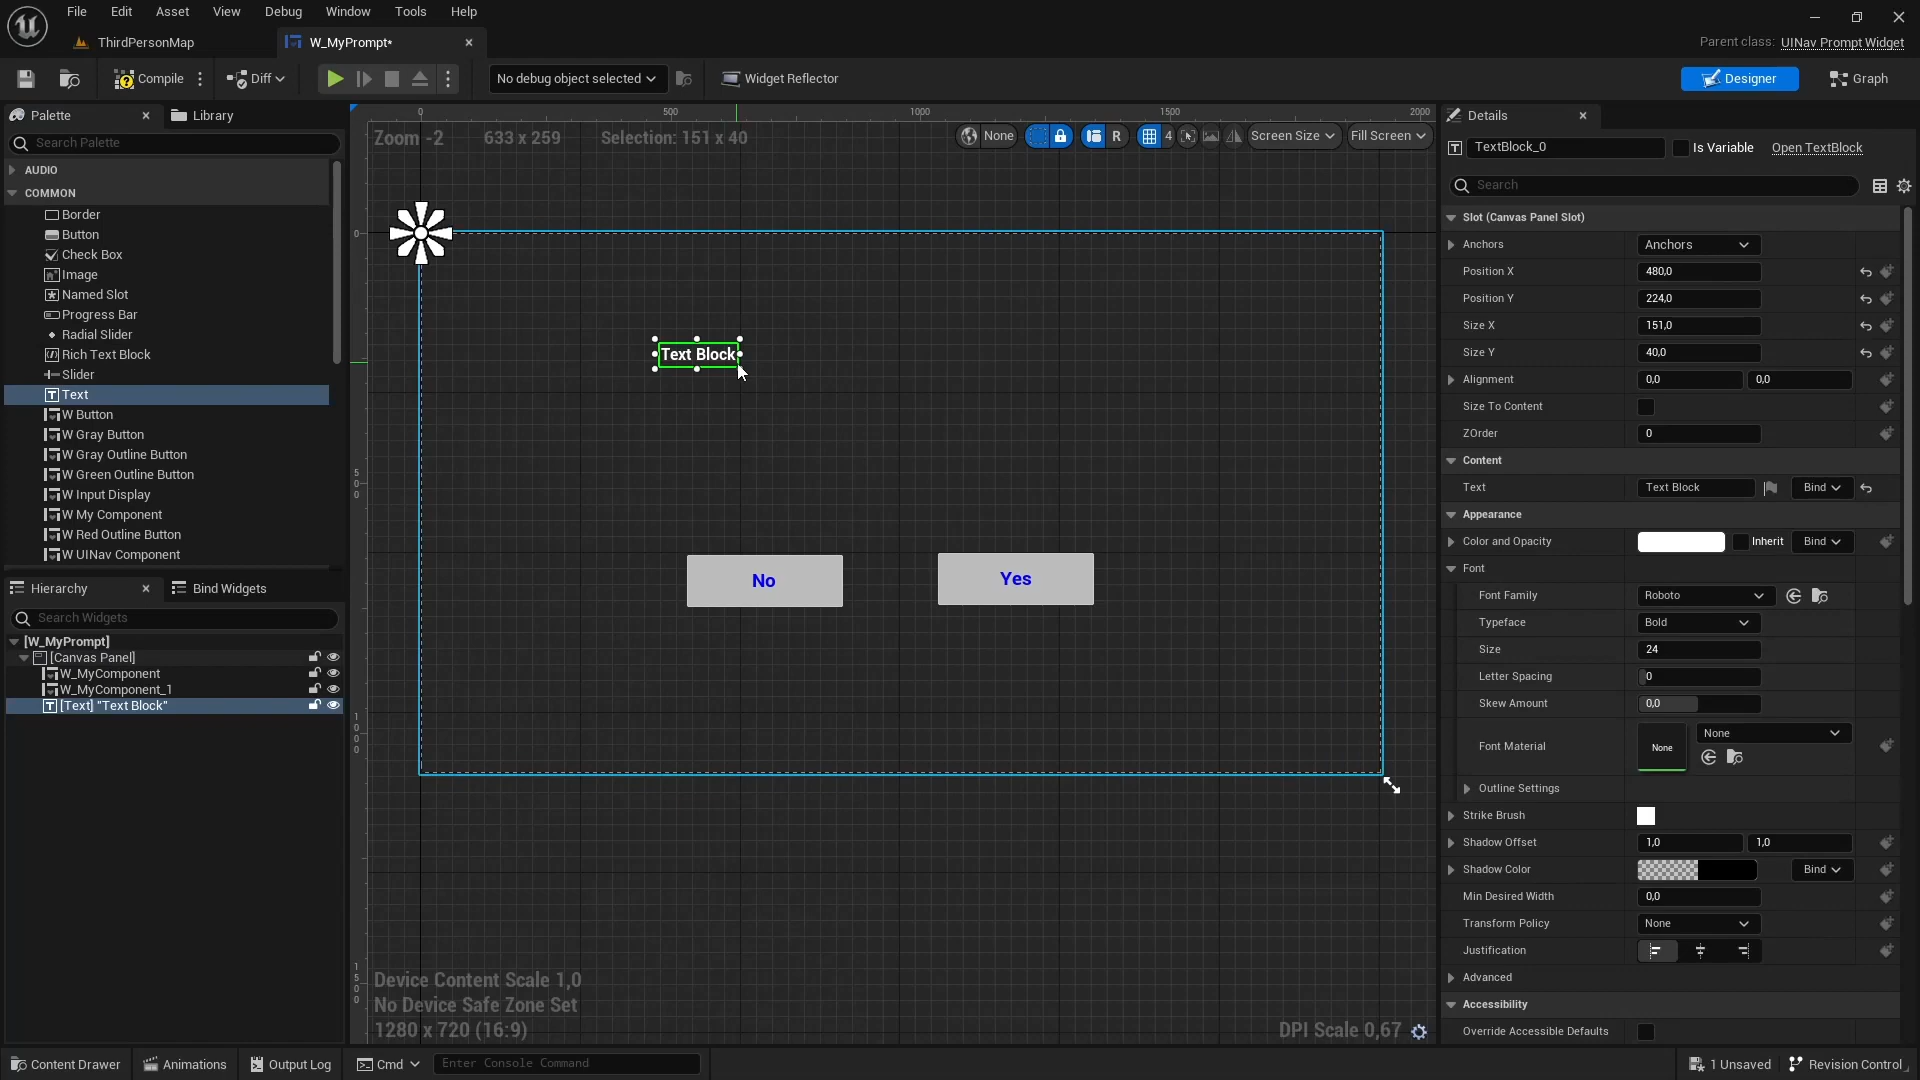 File Edit Asset View Debug Window Tools Help
ThirdPersonMap
W_MyPrompt*
Parent class: UINav Prompt Widget
Compile
Diff
No debug object selected
Widget Reflector
Designer
Graph
Palette
Library
Search Palette
AUDIO
COMMON
Border
Button
Check Box
Image
Named Slot
Progress Bar
Radial Slider
Rich Text Block
Slider
Text
W Button
W Gray Button
W Gray Outline Button
W Green Outline Button
W Input Display
W My Component
W Red Outline Button
W UINav Component
Hierarchy
Bind Widgets
Search Widgets
[W_MyPrompt]
[Canvas Panel]
W_MyComponent
W_MyComponent_1
[Text] "Text Block"
0 500 1000 1500 2000
Zoom -2 633 x 259 Selection: 151 x 40
None
R
4
Screen Size
Fill Screen
0
500
1000
1500
Text Block
No
Yes
Device Content Scale 1,0
No Device Safe Zone Set
1280 x 720 (16:9)
DPI Scale 0,67
Details
TextBlock_0
Is Variable
Open TextBlock
Search
Slot (Canvas Panel Slot)
Anchors Anchors
Position X 480,0
Position Y 224,0
Size X 151,0
Size Y 40,0
Alignment 0,0 0,0
Size To Content
ZOrder 0
Content
Text Text Block Bind
Appearance
Color and Opacity Inherit Bind
Font
Font Family Roboto
Typeface Bold
Size 24
Letter Spacing 0
Skew Amount 0,0
Font Material None None
Outline Settings
Strike Brush
Shadow Offset 1,0 1,0
Shadow Color Bind
Min Desired Width 0,0
Transform Policy None
Justification
Advanced
Accessibility
Override Accessible Defaults
Content Drawer
Animations
Output Log
Cmd
Enter Console Command
1 Unsaved
Revision Control